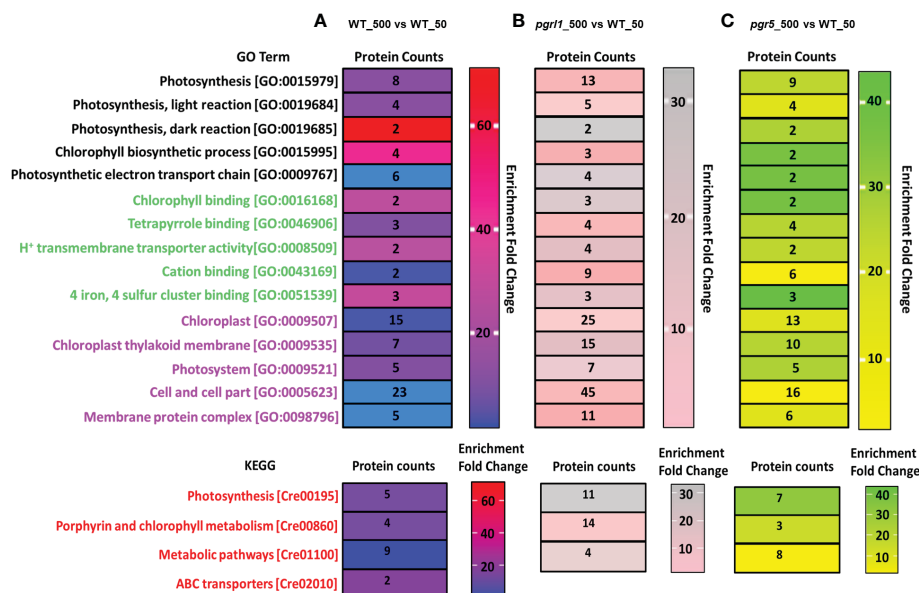 A WT_500 vs WT_50
B pgrl1_500 vs WT_50
C pgr5_500 vs WT_50
GO Term
Protein Counts
Protein Counts
Protein Counts
Photosynthesis [GO:0015979] 8 13 9
Photosynthesis, light reaction [GO:0019684] 4 5 4
Photosynthesis, dark reaction [GO:0019685] 2 2 2
Chlorophyll biosynthetic process [GO:0015995] 4 3 2
Photosynthetic electron transport chain [GO:0009767] 6 4 2
Chlorophyll binding [GO:0016168] 2 3 2
Tetrapyrrole binding [GO:0046906] 3 4 4
H+ transmembrane transporter activity[GO:0008509] 2 4 2
Cation binding [GO:0043169] 2 9 6
4 iron, 4 sulfur cluster binding [GO:0051539] 3 3 3
Chloroplast [GO:0009507] 15 25 13
Chloroplast thylakoid membrane [GO:0009535] 7 15 10
Photosystem [GO:0009521] 5 7 5
Cell and cell part [GO:0005623] 23 45 16
Membrane protein complex [GO:0098796] 5 11 6
60
40
20
Enrichment Fold Change
30
20
10
Enrichment Fold Change
40
30
20
10
Enrichment Fold Change
KEGG
Protein counts
Enrichment
Fold Change
Protein counts
Enrichment
Fold Change
Protein counts
Enrichment
Fold Change
Photosynthesis [Cre00195] 5 11 7
Porphyrin and chlorophyll metabolism [Cre00860] 4 14 3
Metabolic pathways [Cre01100] 9 4 8
ABC transporters [Cre02010] 2
60
40
20
30
20
10
40
30
20
10